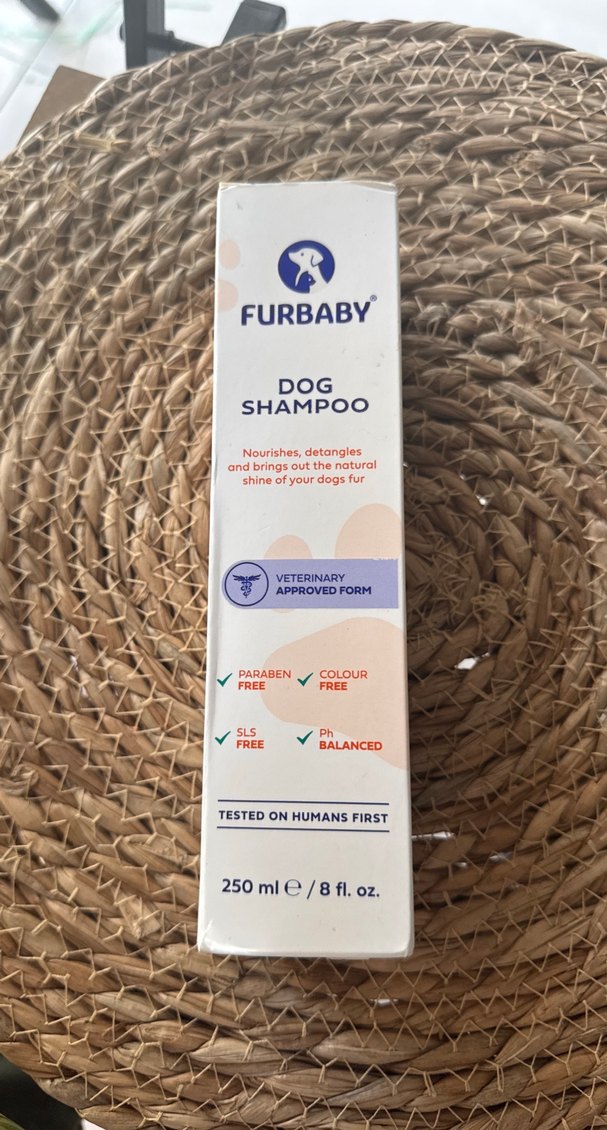 FURBABY®
DOG
SHAMPOO
Nourishes, detangles
and brings out the natural
shine of your dogs fur
VETERINARY
APPROVED FORM
PARABEN
FREE
COLOUR
FREE
SLS
FREE
Ph
BALANCED
TESTED ON HUMANS FIRST
250 ml ℮ / 8 fl. oz.